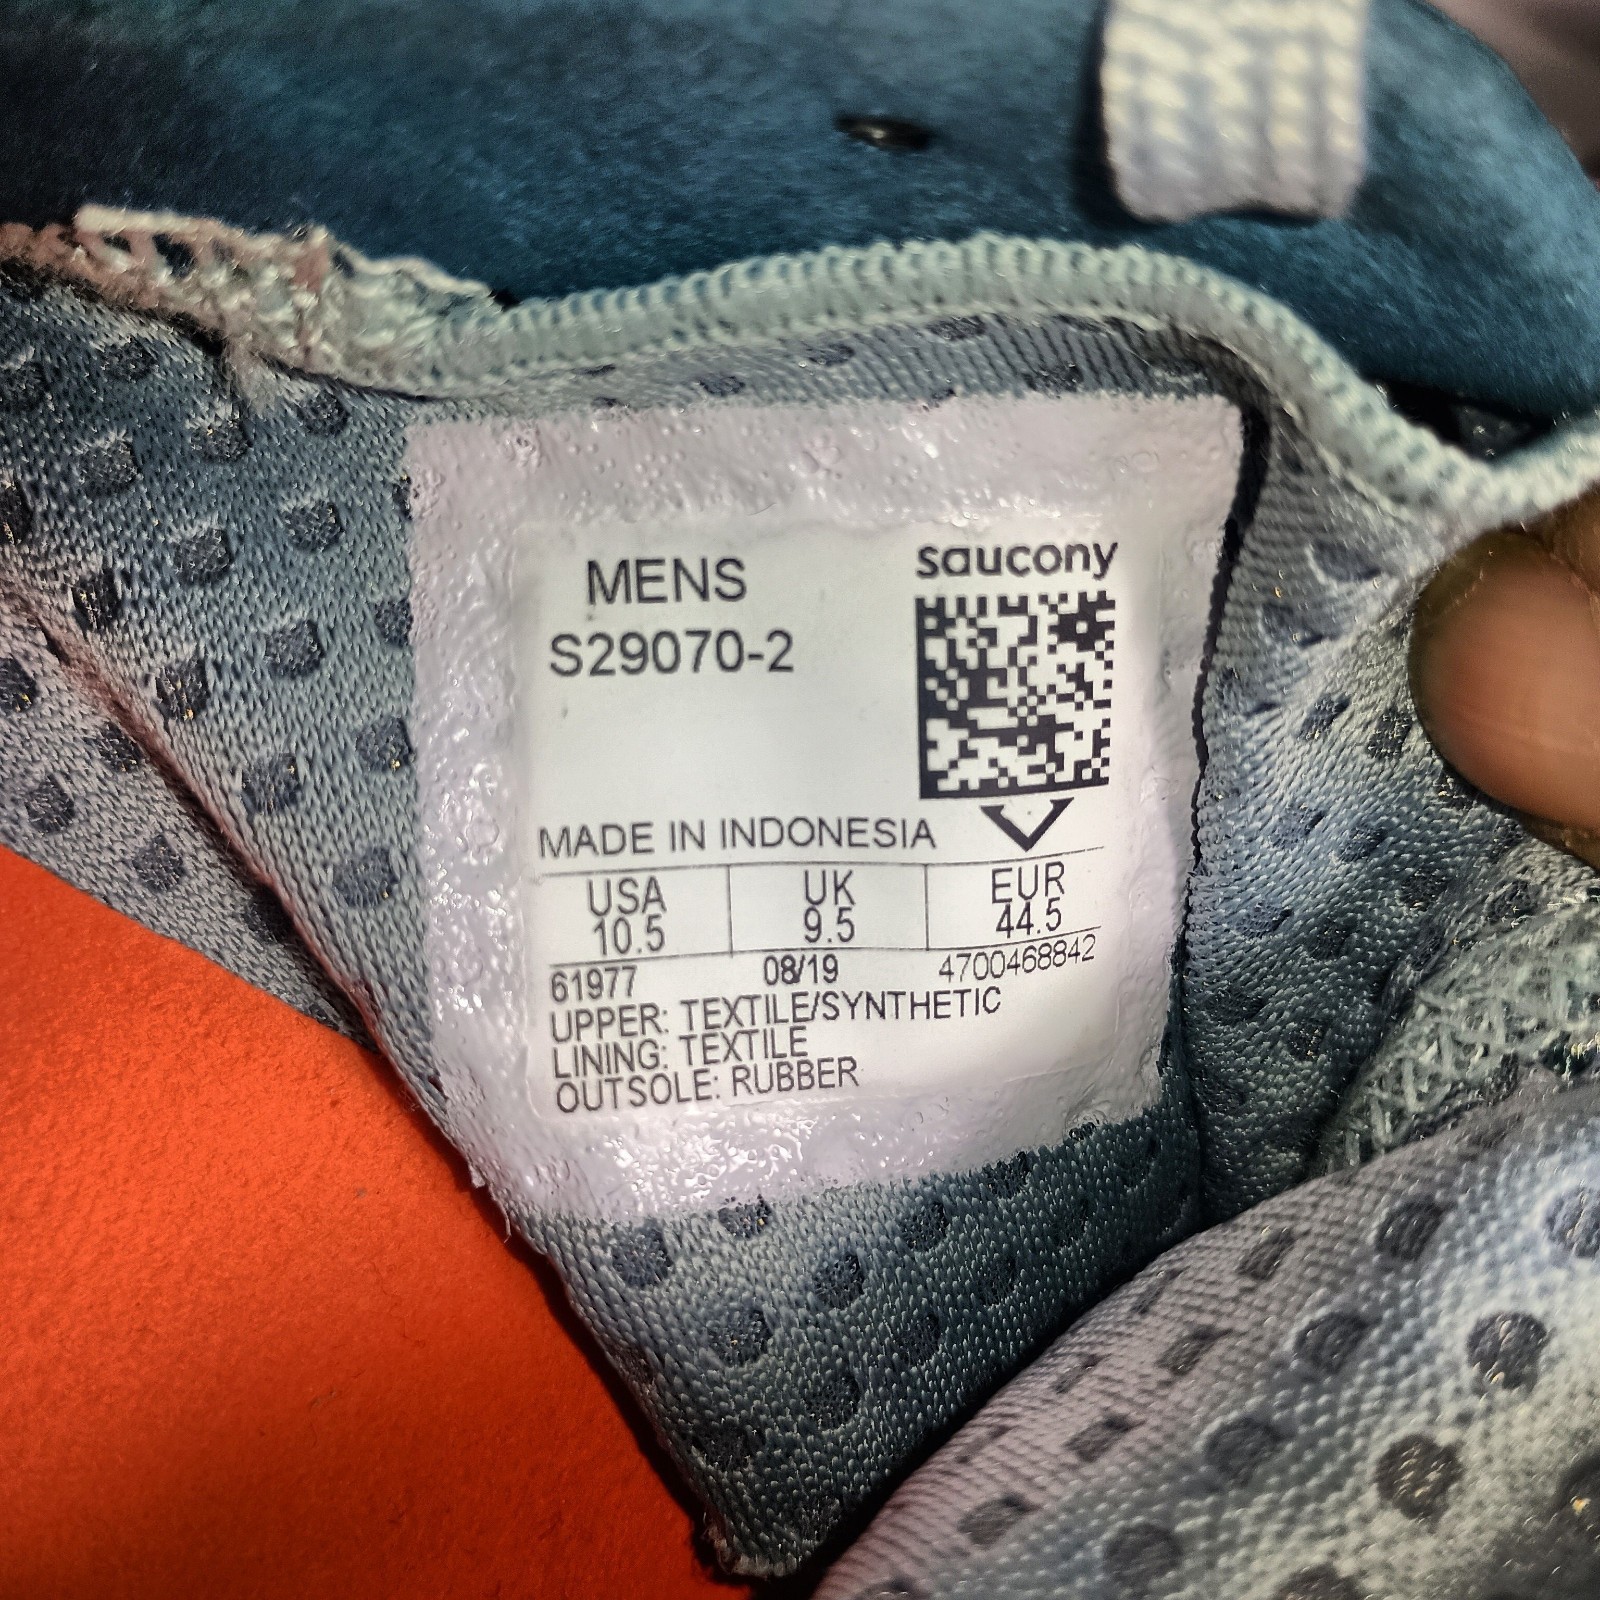 MENS
saucony
S29070-2
MADE IN INDONESIA
USA UK EUR
10.5 9.5 44.5
61977 08/19 4700468842
UPPER: TEXTILE/SYNTHETIC
LINING: TEXTILE
OUTSOLE: RUBBER